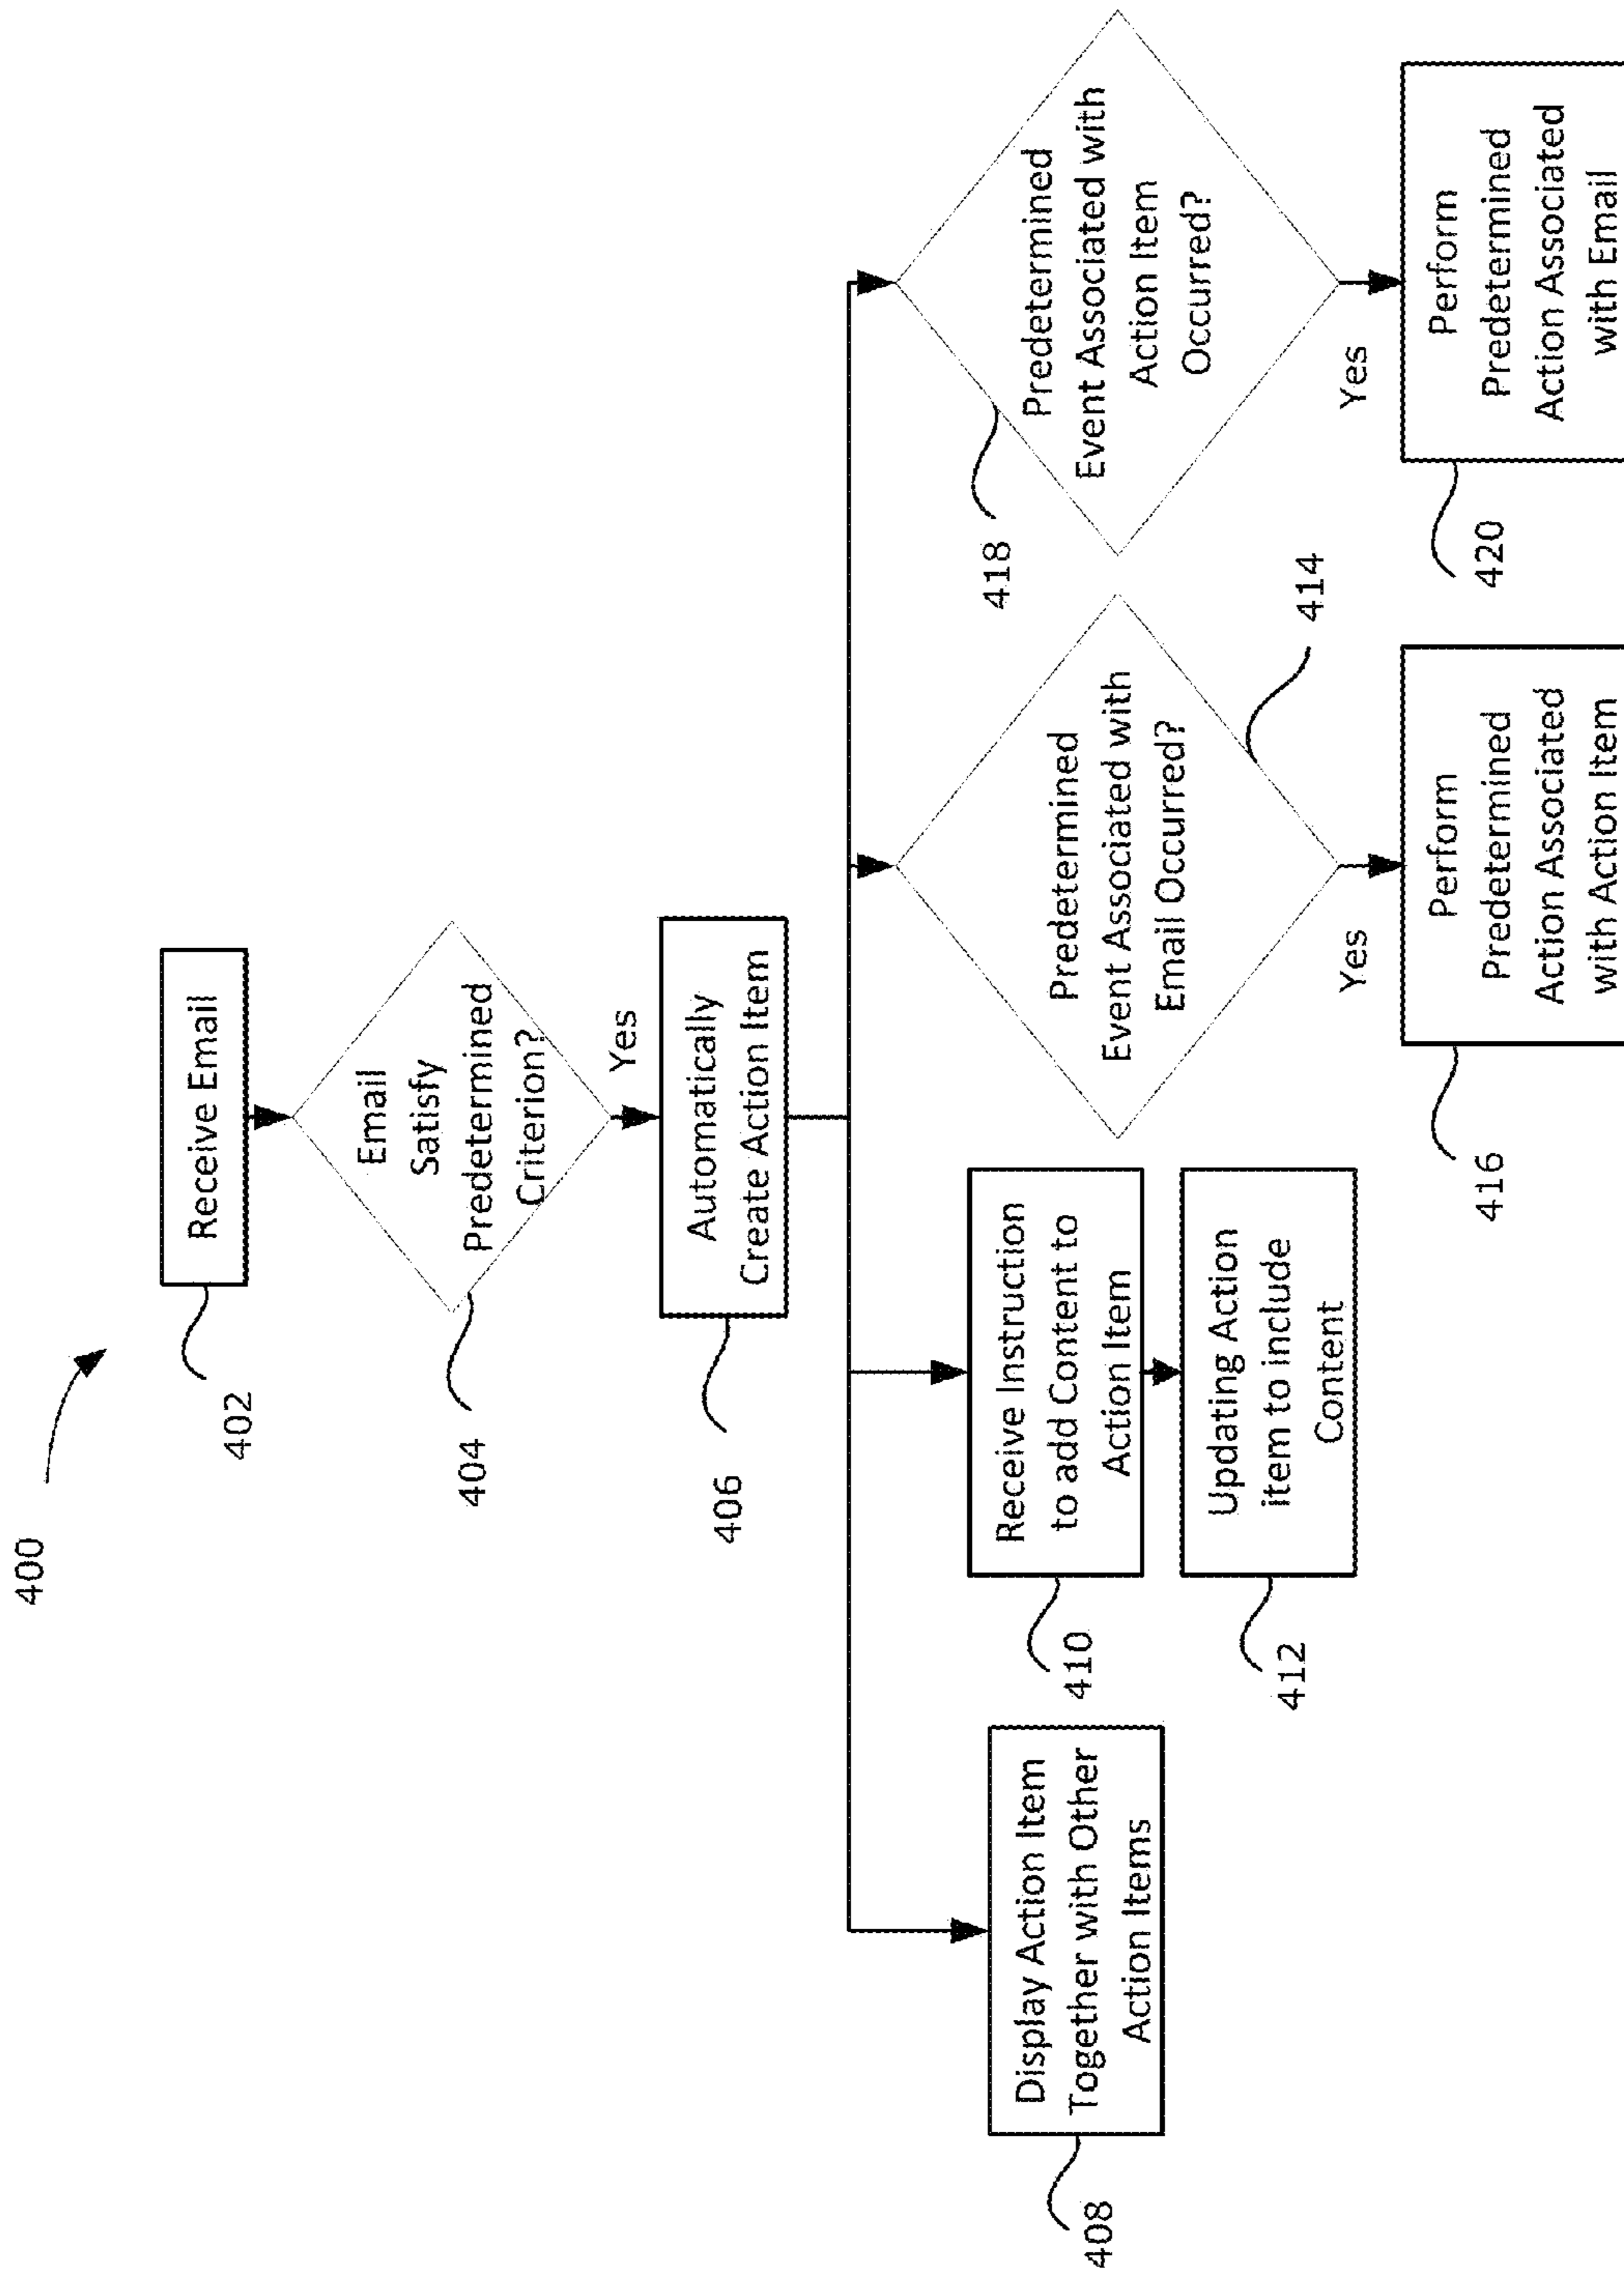 400
402
Receive Email
404
Email
Satisfy
Predetermined
Criterion?
Yes
406
Automatically
Create Action Item
408
Display Action Item
Together with Other
Action Items
410
Receive Instruction
to add Content to
Action Item
412
Updating Action
item to include
Content
414
Predetermined
Event Associated with
Email Occurred?
Yes
416
Perform
Predetermined
Action Associated
with Action Item
418
Predetermined
Event Associated with
Action Item
Occurred?
Yes
420
Perform
Predetermined
Action Associated
with Email